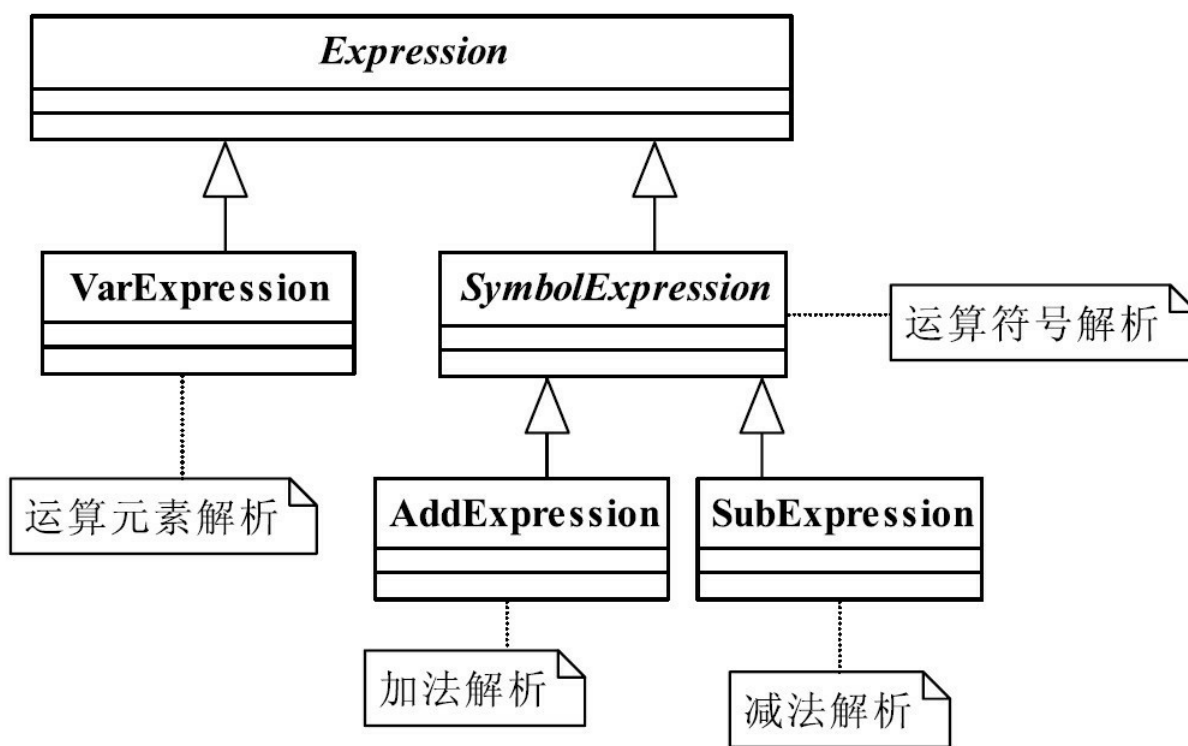 Expression
VarExpression
SymbolExpression
运算符号解析
运算元素解析
AddExpression
SubExpression
加法解析
减法解析